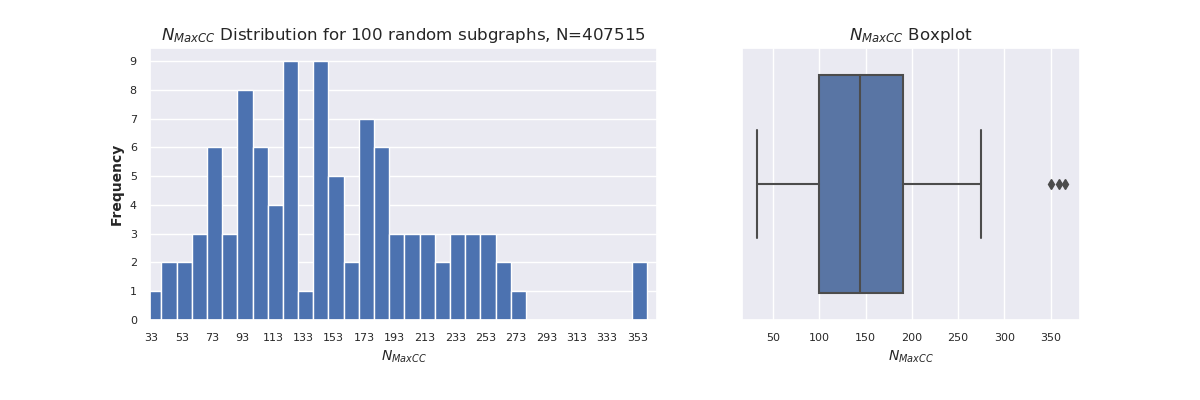 N_MaxCC Distribution for 100 random subgraphs, N=407515
Frequency
9
8
7
6
5
4
3
2
1
0
33 53 73 93 113 133 153 173 193 213 233 253 273 293 313 333 353
N_MaxCC
N_MaxCC Boxplot
50 100 150 200 250 300 350
N_MaxCC